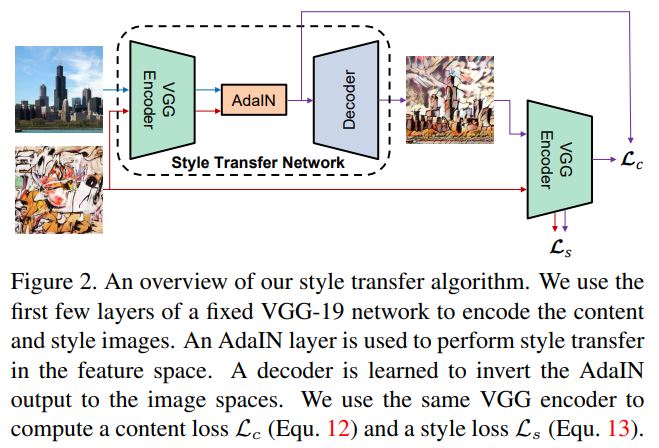 VGG
Encoder
AdaIN
Decoder
Style Transfer Network
VGG
Encoder
ℒc
ℒs
Figure 2. An overview of our style transfer algorithm. We use the
first few layers of a fixed VGG-19 network to encode the content
and style images. An AdaIN layer is used to perform style transfer
in the feature space. A decoder is learned to invert the AdaIN
output to the image spaces. We use the same VGG encoder to
compute a content loss ℒc (Equ. 12) and a style loss ℒs (Equ. 13).